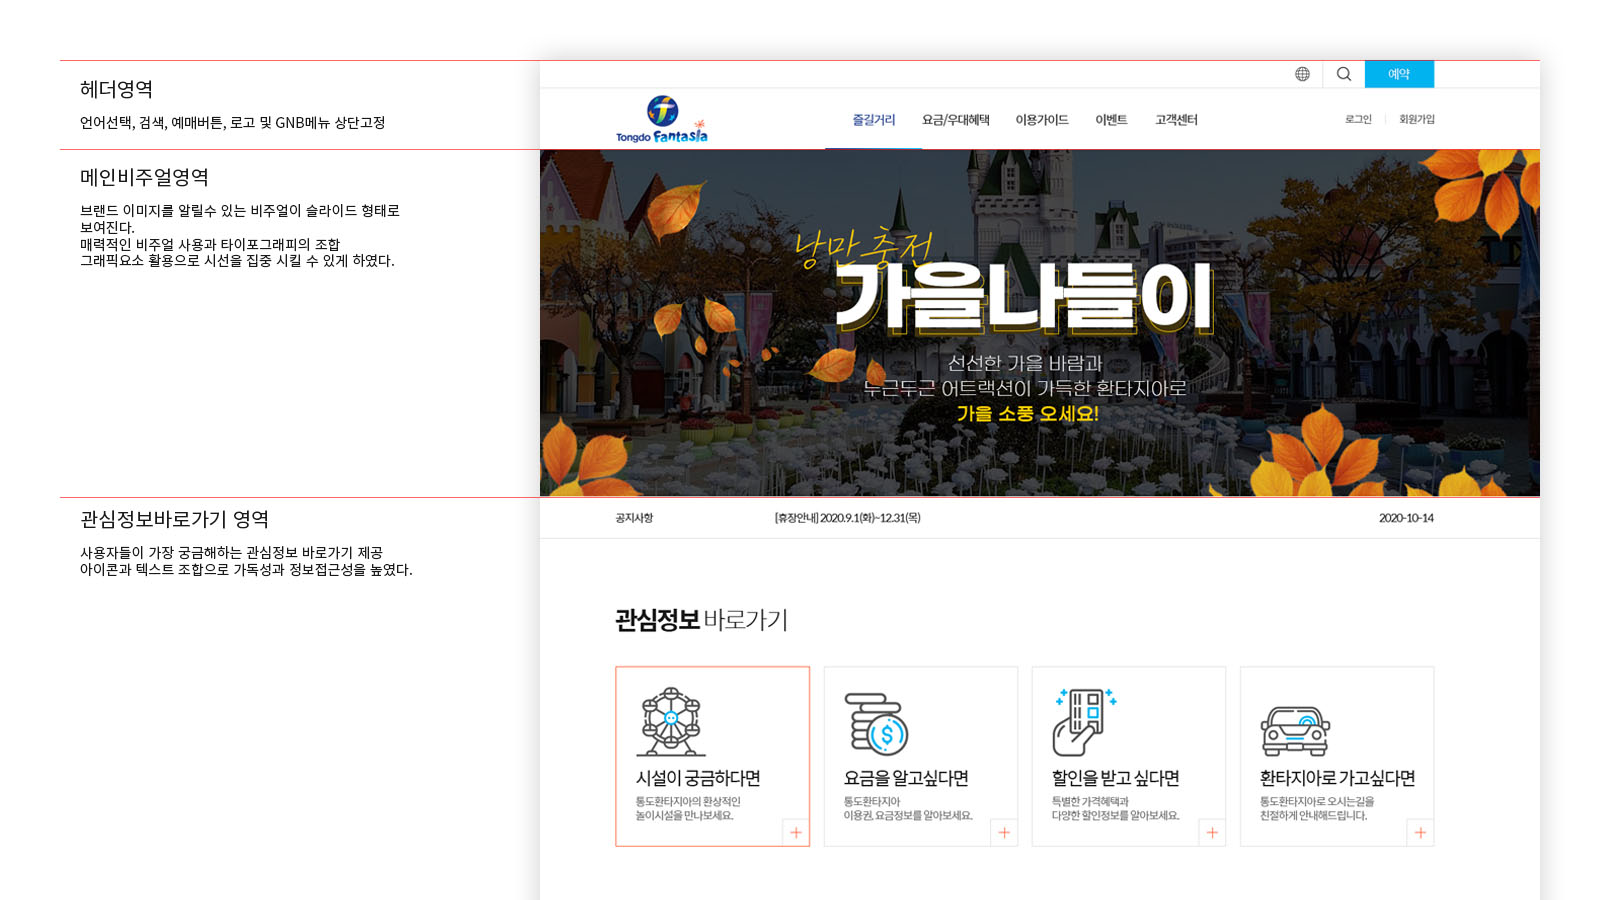 헤더영역
언어선택, 검색, 예매버튼, 로고 및 GNB메뉴 상단고정
메인비주얼영역
브랜드 이미지를 알릴수 있는 비주얼이 슬라이드 형태로
보여진다.
매력적인 비주얼 사용과 타이포그래피의 조합
그래픽요소 활용으로 시선을 집중 시킬 수 있게 하였다.
관심정보바로가기 영역
사용자들이 가장 궁금해하는 관심정보 바로가기 제공
아이콘과 텍스트 조합으로 가독성과 정보접근성을 높였다.
예약
Tongdo Fantasia
즐길거리 요금/우대혜택 이용가이드 이벤트 고객센터
로그인 회원가입
낭만충전
가을나들이
선선한 가을 바람과
두근두근 어트랙션이 가득한 환타지아로
가을 소풍 오세요!
공지사항 [휴장안내] 2020.9.1(화)~12.31(목) 2020-10-14
관심정보 바로가기
시설이 궁금하다면
통도환타지아의 환상적인
놀이시설을 만나보세요.
요금을 알고싶다면
통도환타지아
이용권, 요금정보를 알아보세요.
할인을 받고 싶다면
특별한 가격혜택과
다양한 할인정보를 알아보세요.
환타지아로 가고싶다면
통도환타지아로 오시는길을
친절하게 안내해드립니다.